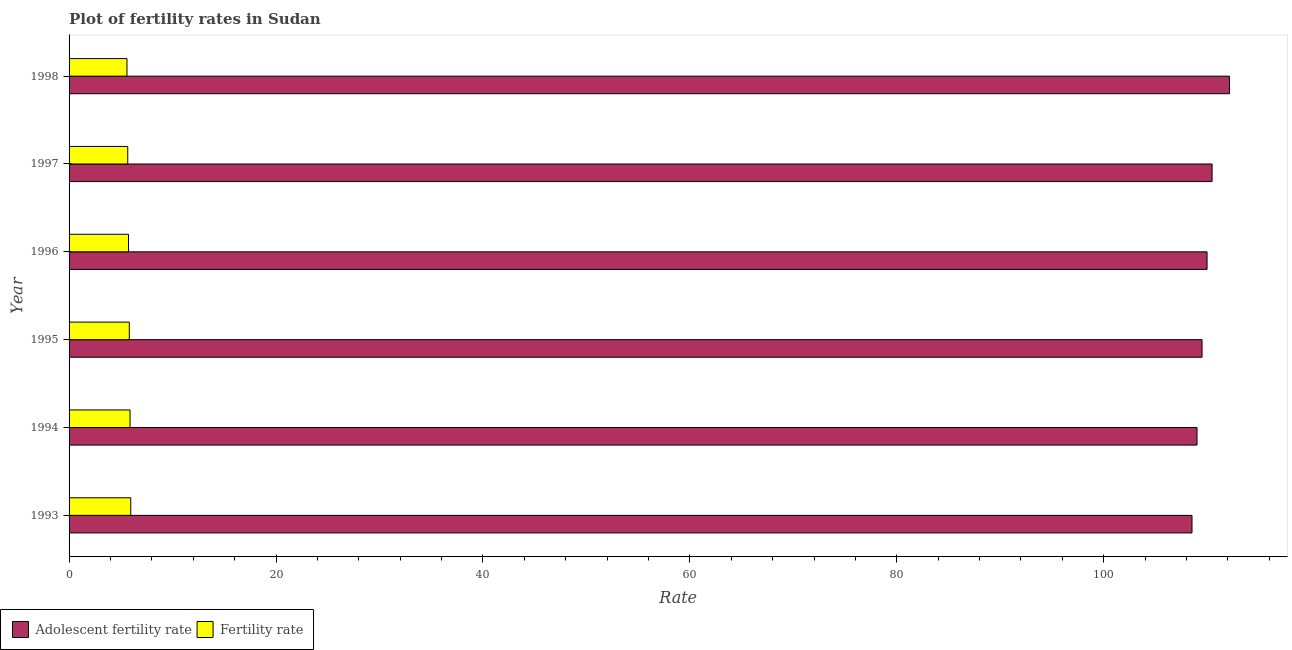 Plot of fertility rates in Sudan
1998
1997
1996
1995
1994
1993
Year
0
20
40
60
80
100
Rate
Adolescent fertility rate
Fertility rate